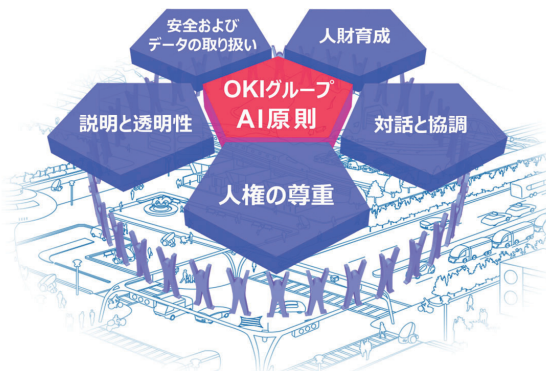 安全および
データの取り扱い
人財育成
OKIグループ
AI原則
説明と透明性
対話と協調
人権の尊重